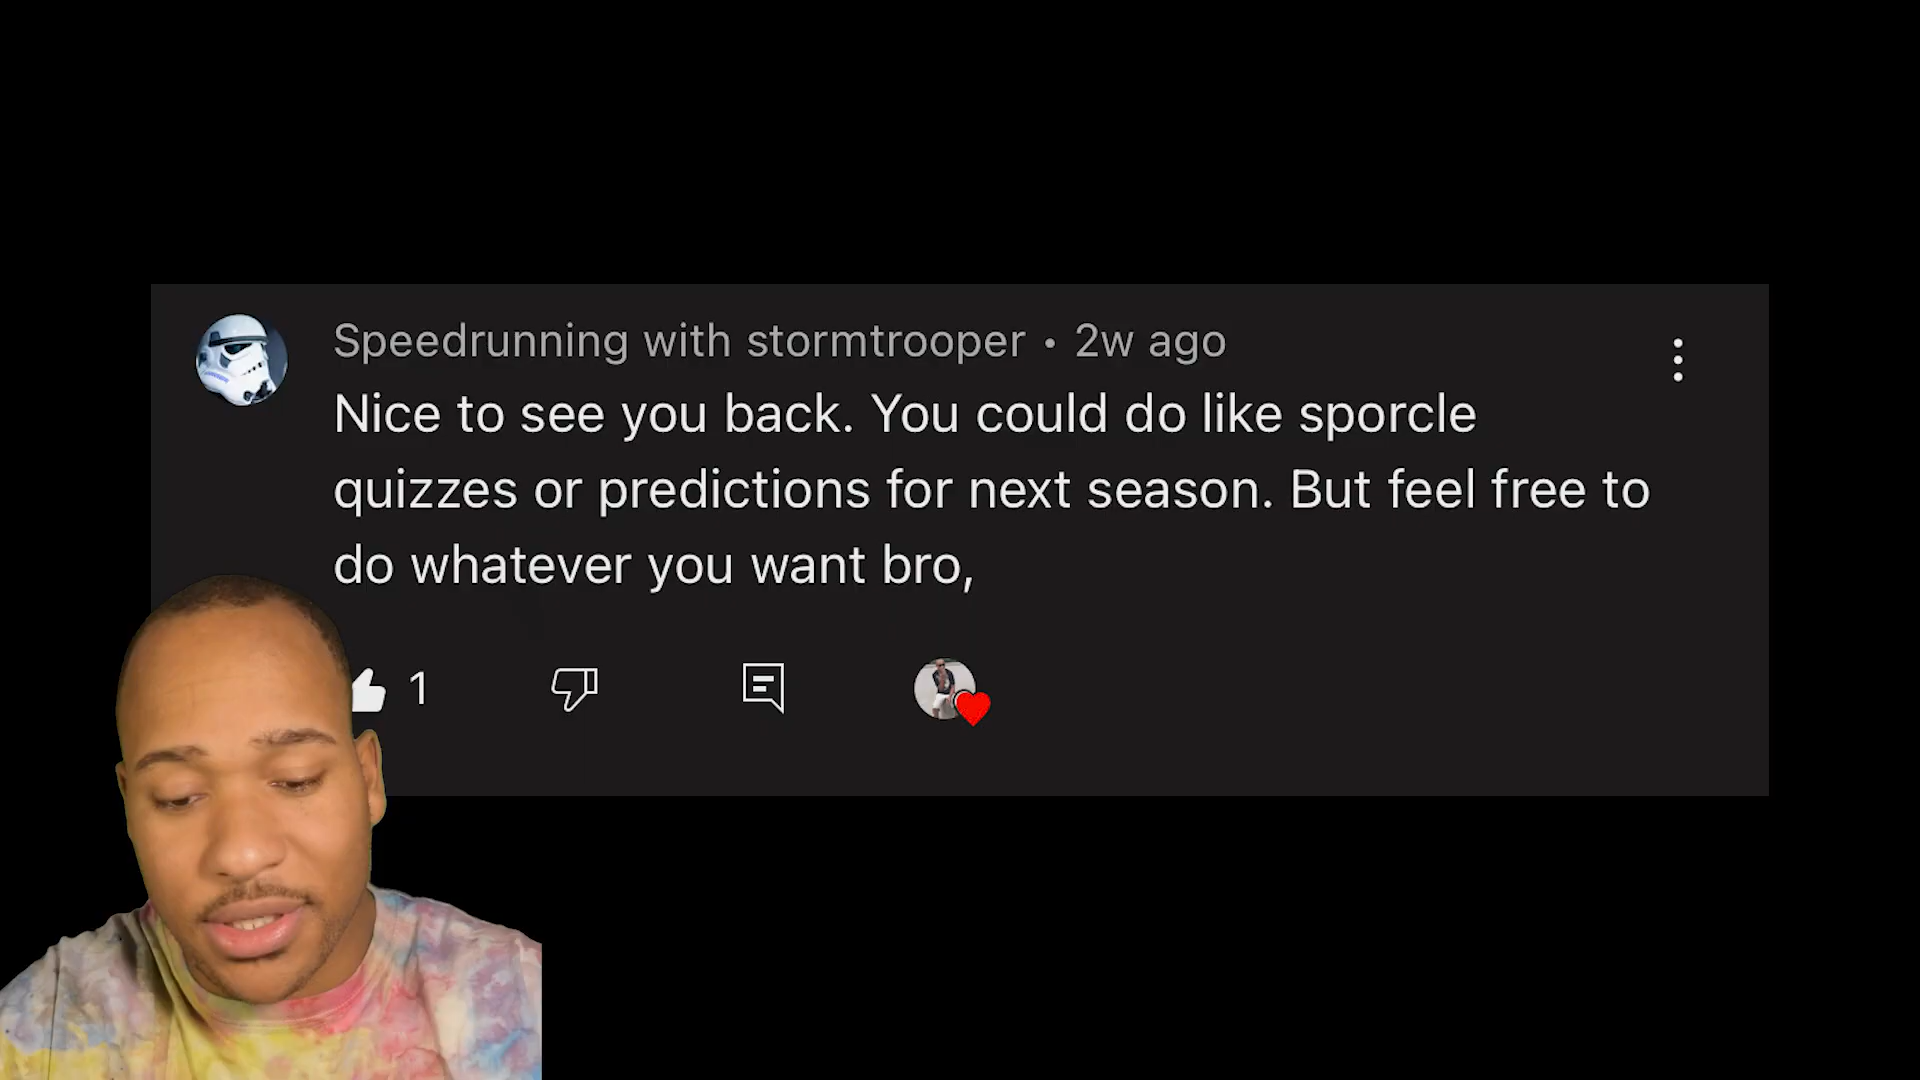 Speedrunning with stormtrooper • 2w ago
Nice to see you back. You could do like sporcle
quizzes or predictions for next season. But feel free to
do whatever you want bro,
1